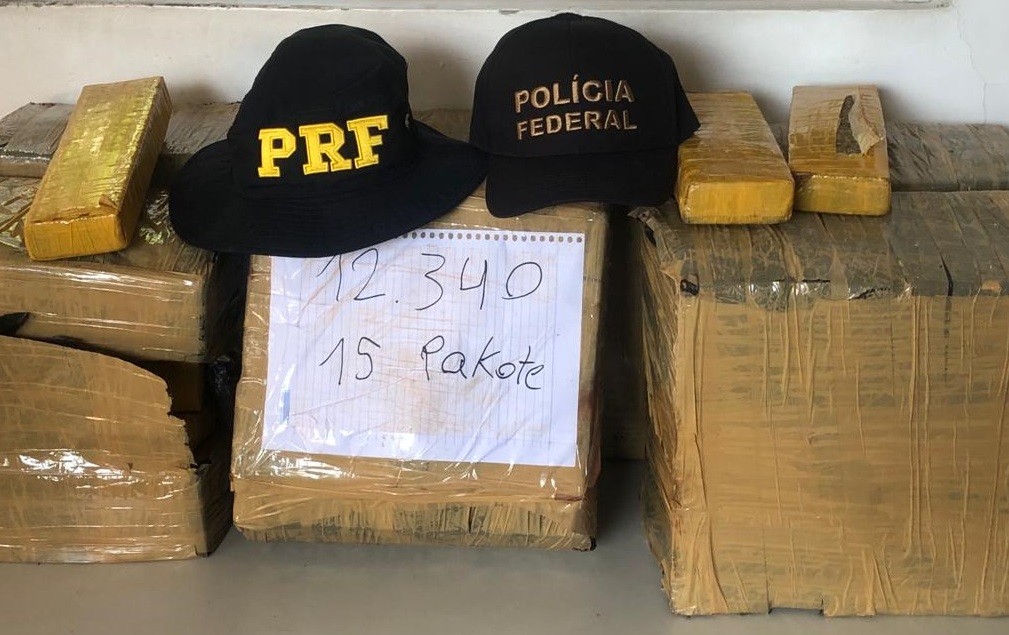 PRF
POLÍCIA
FEDERAL
12.340
15 Pakote